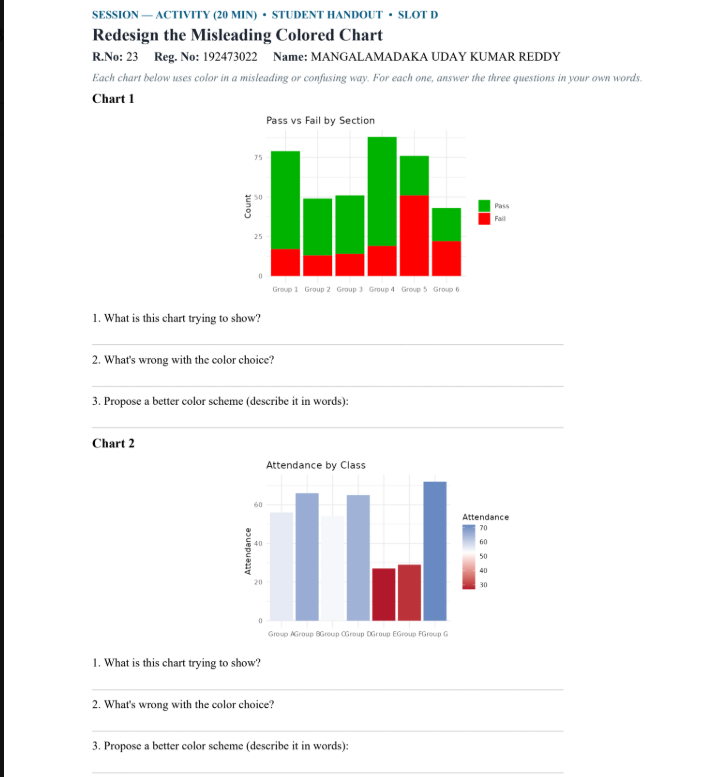 SESSION — ACTIVITY (20 MIN) • STUDENT HANDOUT • SLOT D
Redesign the Misleading Colored Chart
R.No: 23 Reg. No: 192473022 Name: MANGALAMADAKA UDAY KUMAR REDDY
Each chart below uses color in a misleading or confusing way. For each one, answer the three questions in your own words.
Chart 1
Pass vs Fail by Section
75
50
25
0
Count
Group 1 Group 2 Group 3 Group 4 Group 5 Group 6
Pass
Fail
1. What is this chart trying to show?
2. What's wrong with the color choice?
3. Propose a better color scheme (describe it in words):
Chart 2
Attendance by Class
60
40
20
0
Attendance
Group A Group B Group C Group D Group E Group F Group G
Attendance
70
60
50
40
30
1. What is this chart trying to show?
2. What's wrong with the color choice?
3. Propose a better color scheme (describe it in words):